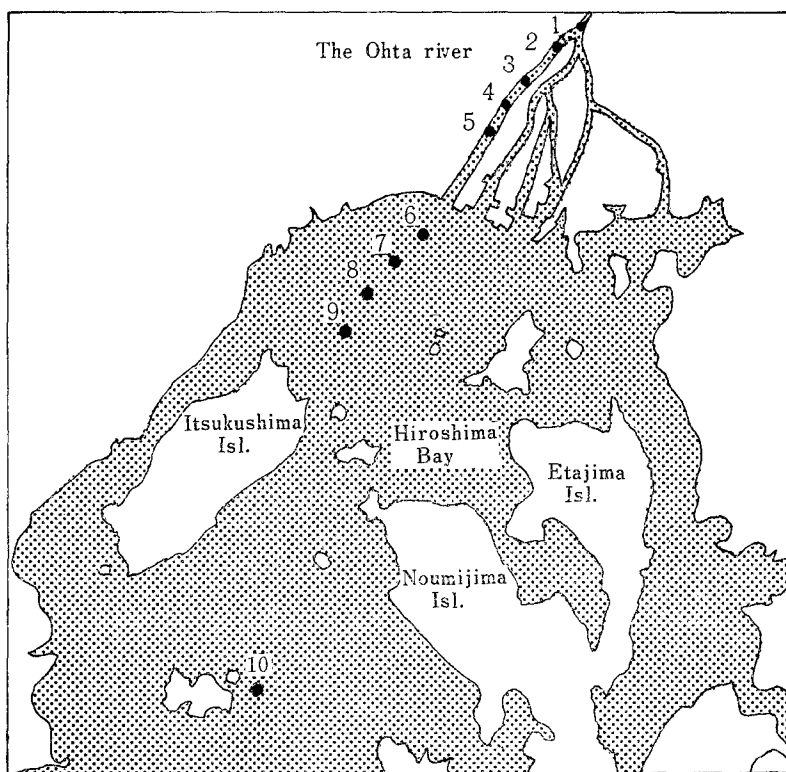 1
2
The Ohta river
3
4
5
6
7
8
9
Itsukushima
Isl.
Hiroshima
Bay
Etajima
Isl.
Noumijima
Isl.
10